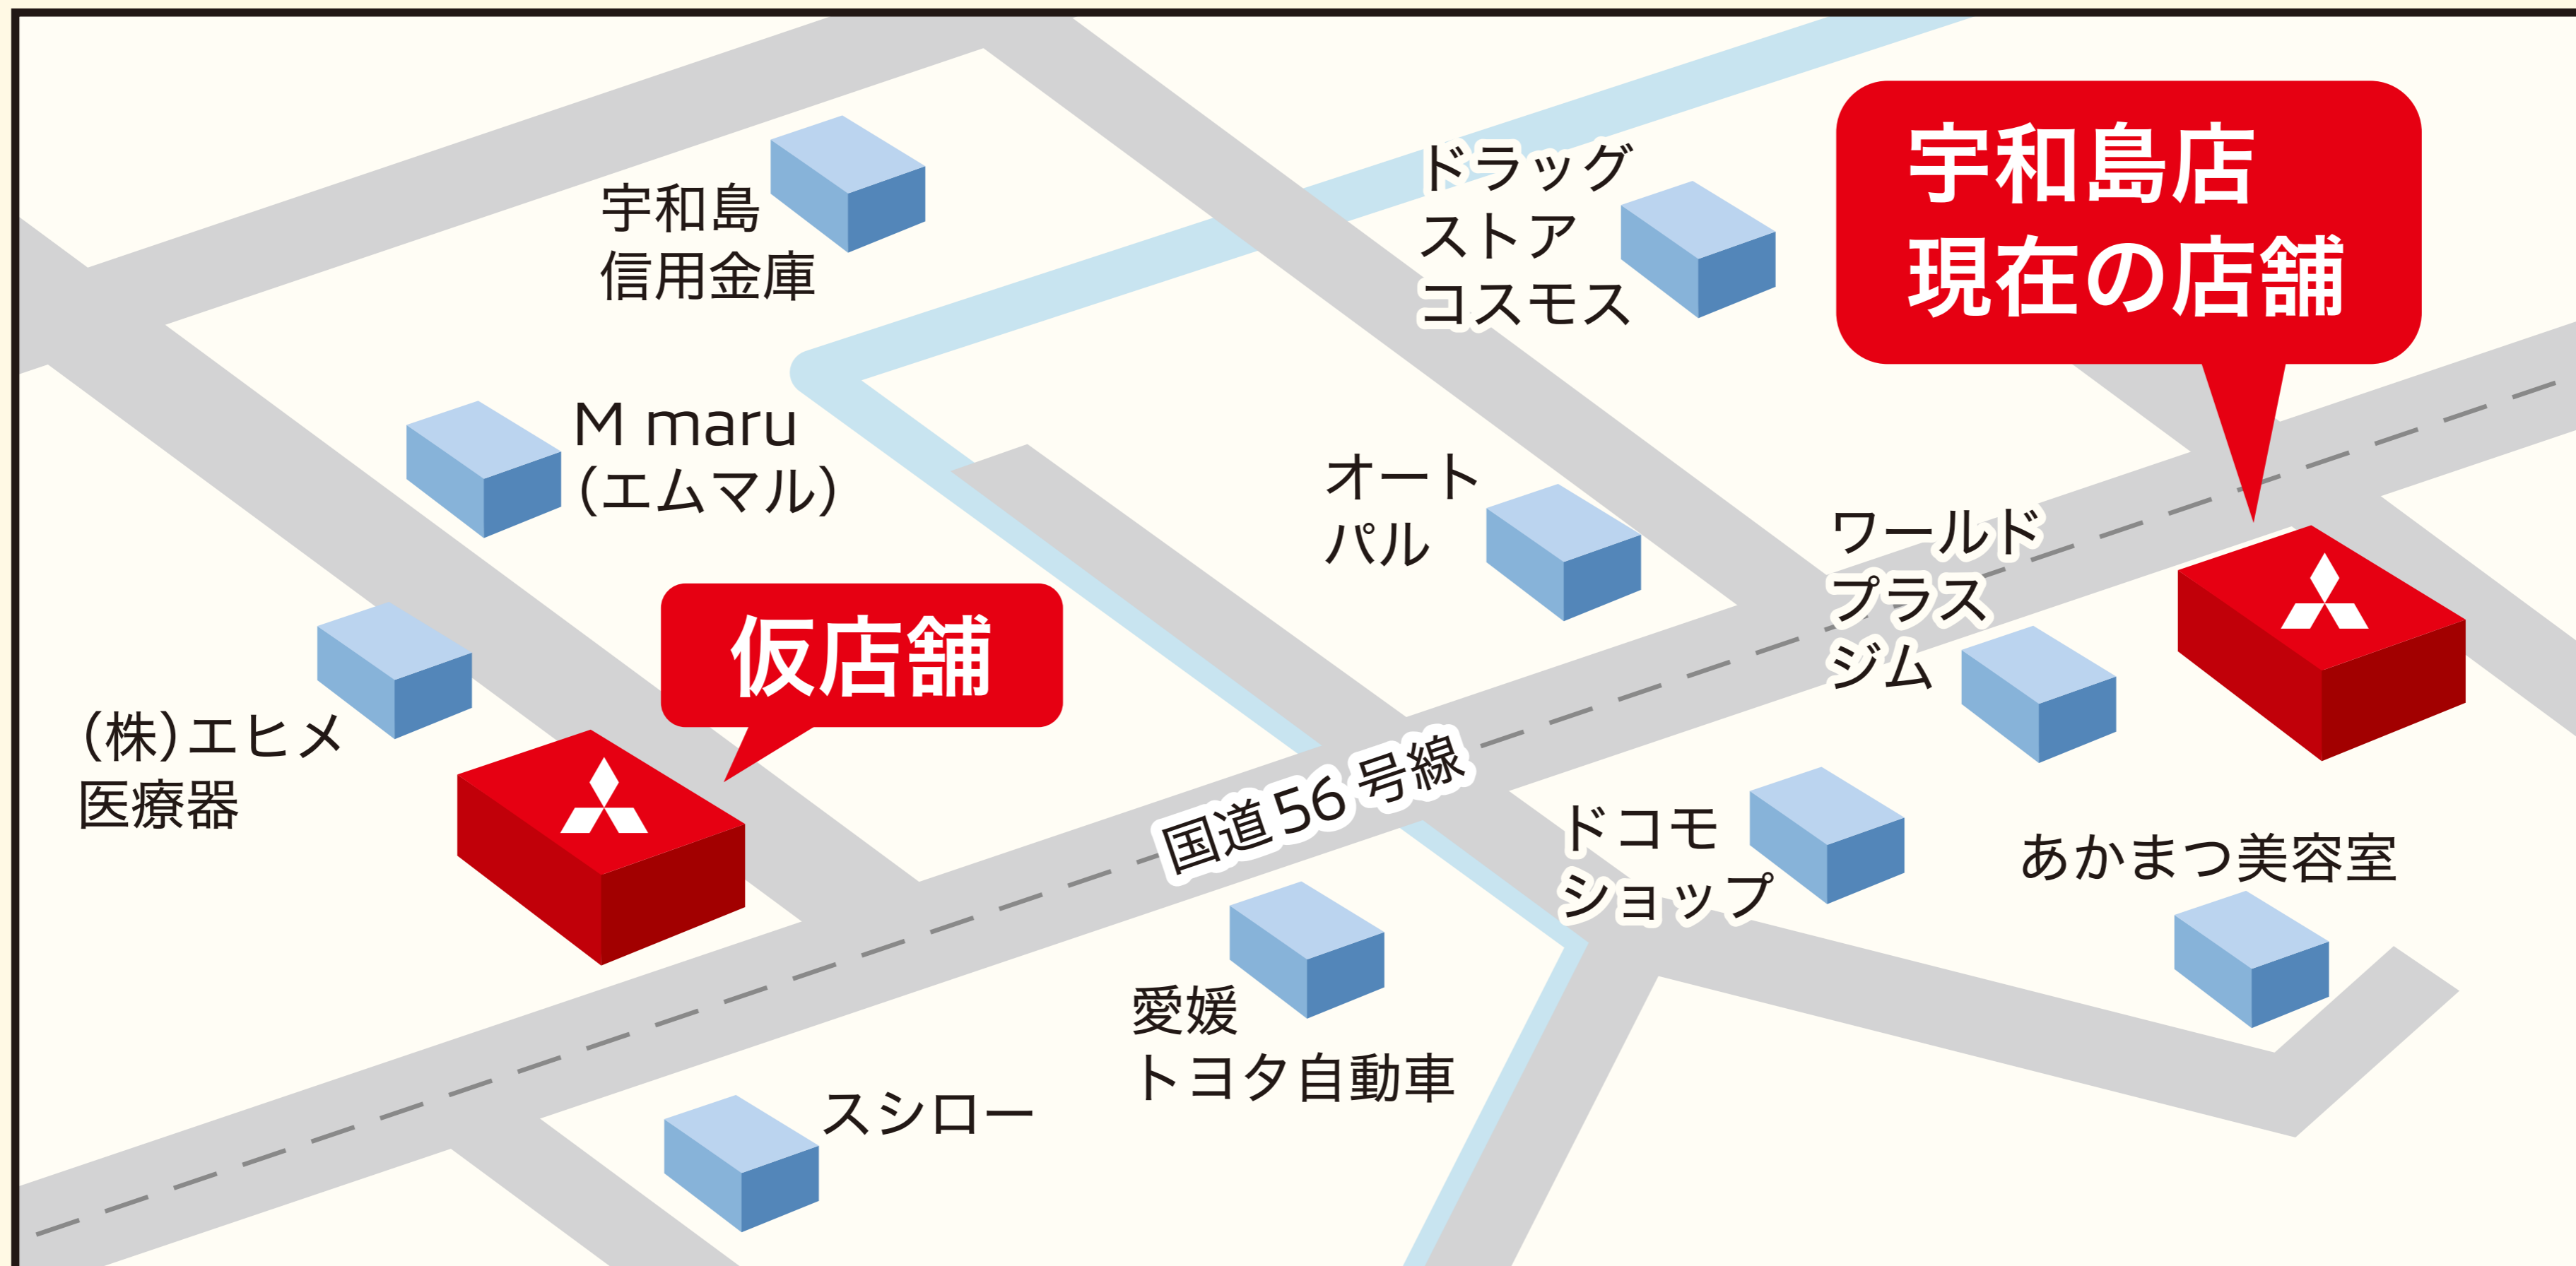 宇和島
信用金庫
ドラッグ
ストア
コスモス
宇和島店
現在の店舗
M maru
(エムマル)
オート
パル
ワールド
プラス
ジム
仮店舗
(株)エヒメ
医療器
国道56号線
ドコモ
ショップ
あかまつ美容室
愛媛
トヨタ自動車
スシロー